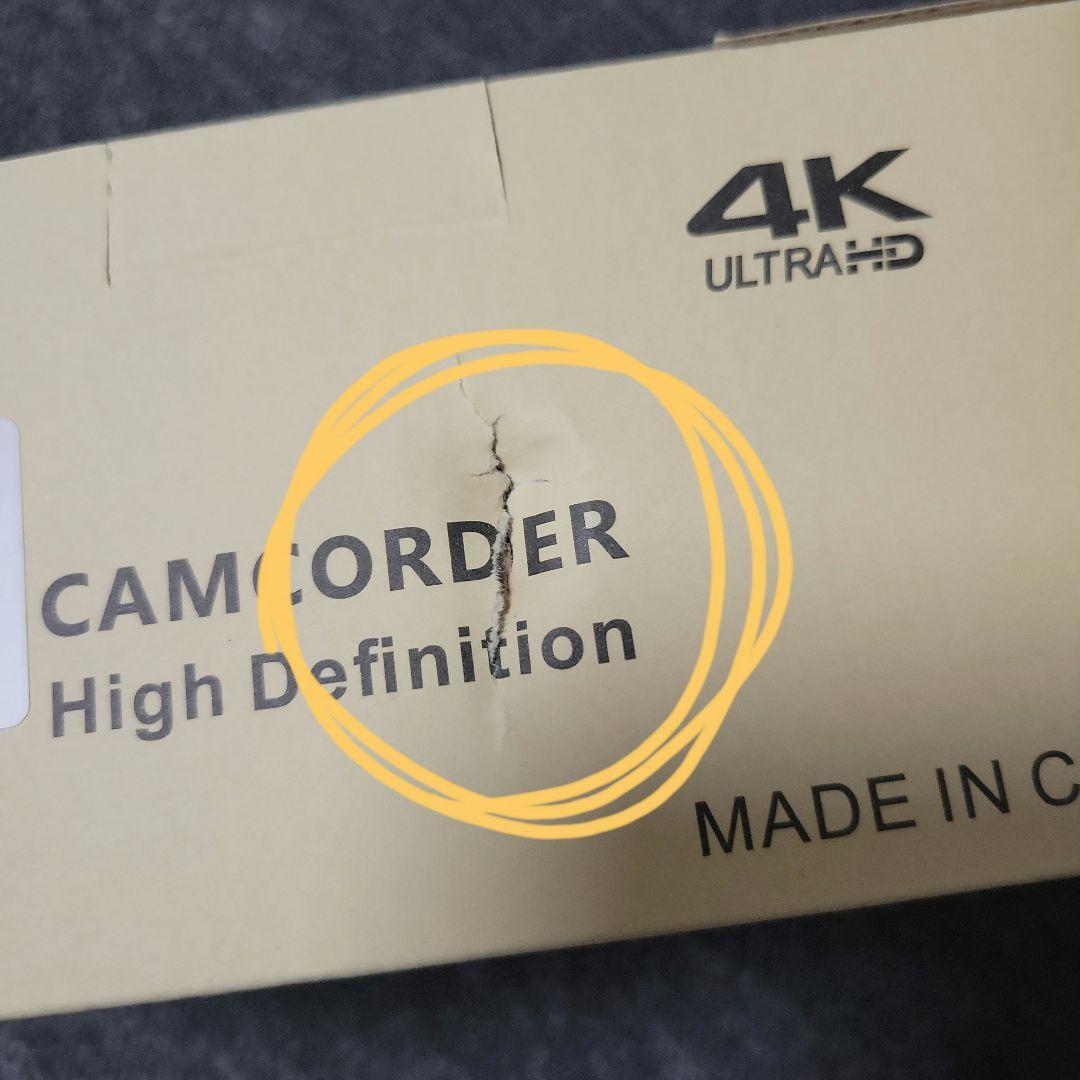 4K
ULTRAHD
CAMCORDER
High Definition
MADE IN C